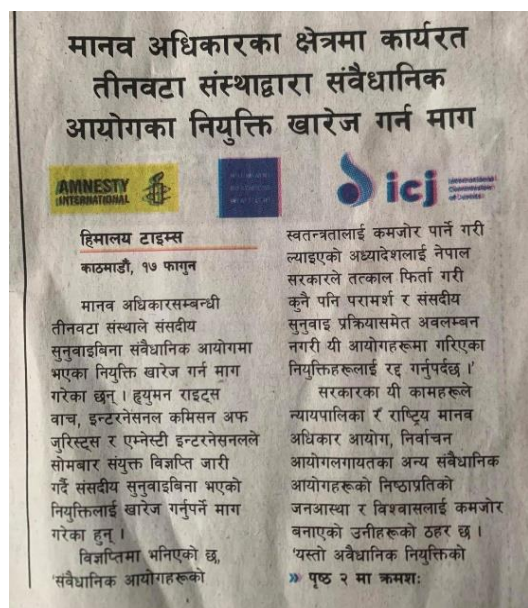 मानव अधिकारका क्षेत्रमा कार्यरत
तीनवटा संस्थाद्वारा संवैधानिक
आयोगका नियुक्ति खारेज गर्न माग
AMNESTY
INTERNATIONAL
icj
हिमालय टाइम्स
काठमाडौं, १७ फागुन
मानव अधिकारसम्बन्धी
तीनवटा संस्थाले संसदीय
सुनुवाइबिना संवैधानिक आयोगमा
भएका नियुक्ति खारेज गर्न माग
गरेका छन् । ह्युमन राइट्स
वाच, इन्टरनेसनल कमिसन अफ
जुरिस्ट्स र एम्नेस्टी इन्टरनेसनलले
सोमबार संयुक्त विज्ञप्ति जारी
गर्दै संसदीय सुनुवाइबिना भएको
नियुक्तिलाई खारेज गर्नुपर्ने माग
गरेका हुन् ।
विज्ञप्तिमा भनिएको छ,
'संवैधानिक आयोगहरूको
स्वतन्त्रतालाई कमजोर पार्ने गरी
ल्याइएको अध्यादेशलाई नेपाल
सरकारले तत्काल फिर्ता गरी
कुनै पनि परामर्श र संसदीय
सुनुवाइ प्रक्रियासमेत अवलम्बन
नगरी यी आयोगहरूमा गरिएका
नियुक्तिहरूलाई रद्द गर्नुपर्दछ ।'
सरकारका यी कामहरूले
न्यायपालिका र राष्ट्रिय मानव
अधिकार आयोग, निर्वाचन
आयोगलगायतका अन्य संवैधानिक
आयोगहरूको निष्ठाप्रतिको
जनआस्था र विश्वासलाई कमजोर
बनाएको उनीहरूको ठहर छ ।
'यस्तो अवैधानिक नियुक्तिको
» पृष्ठ २ मा क्रमशः